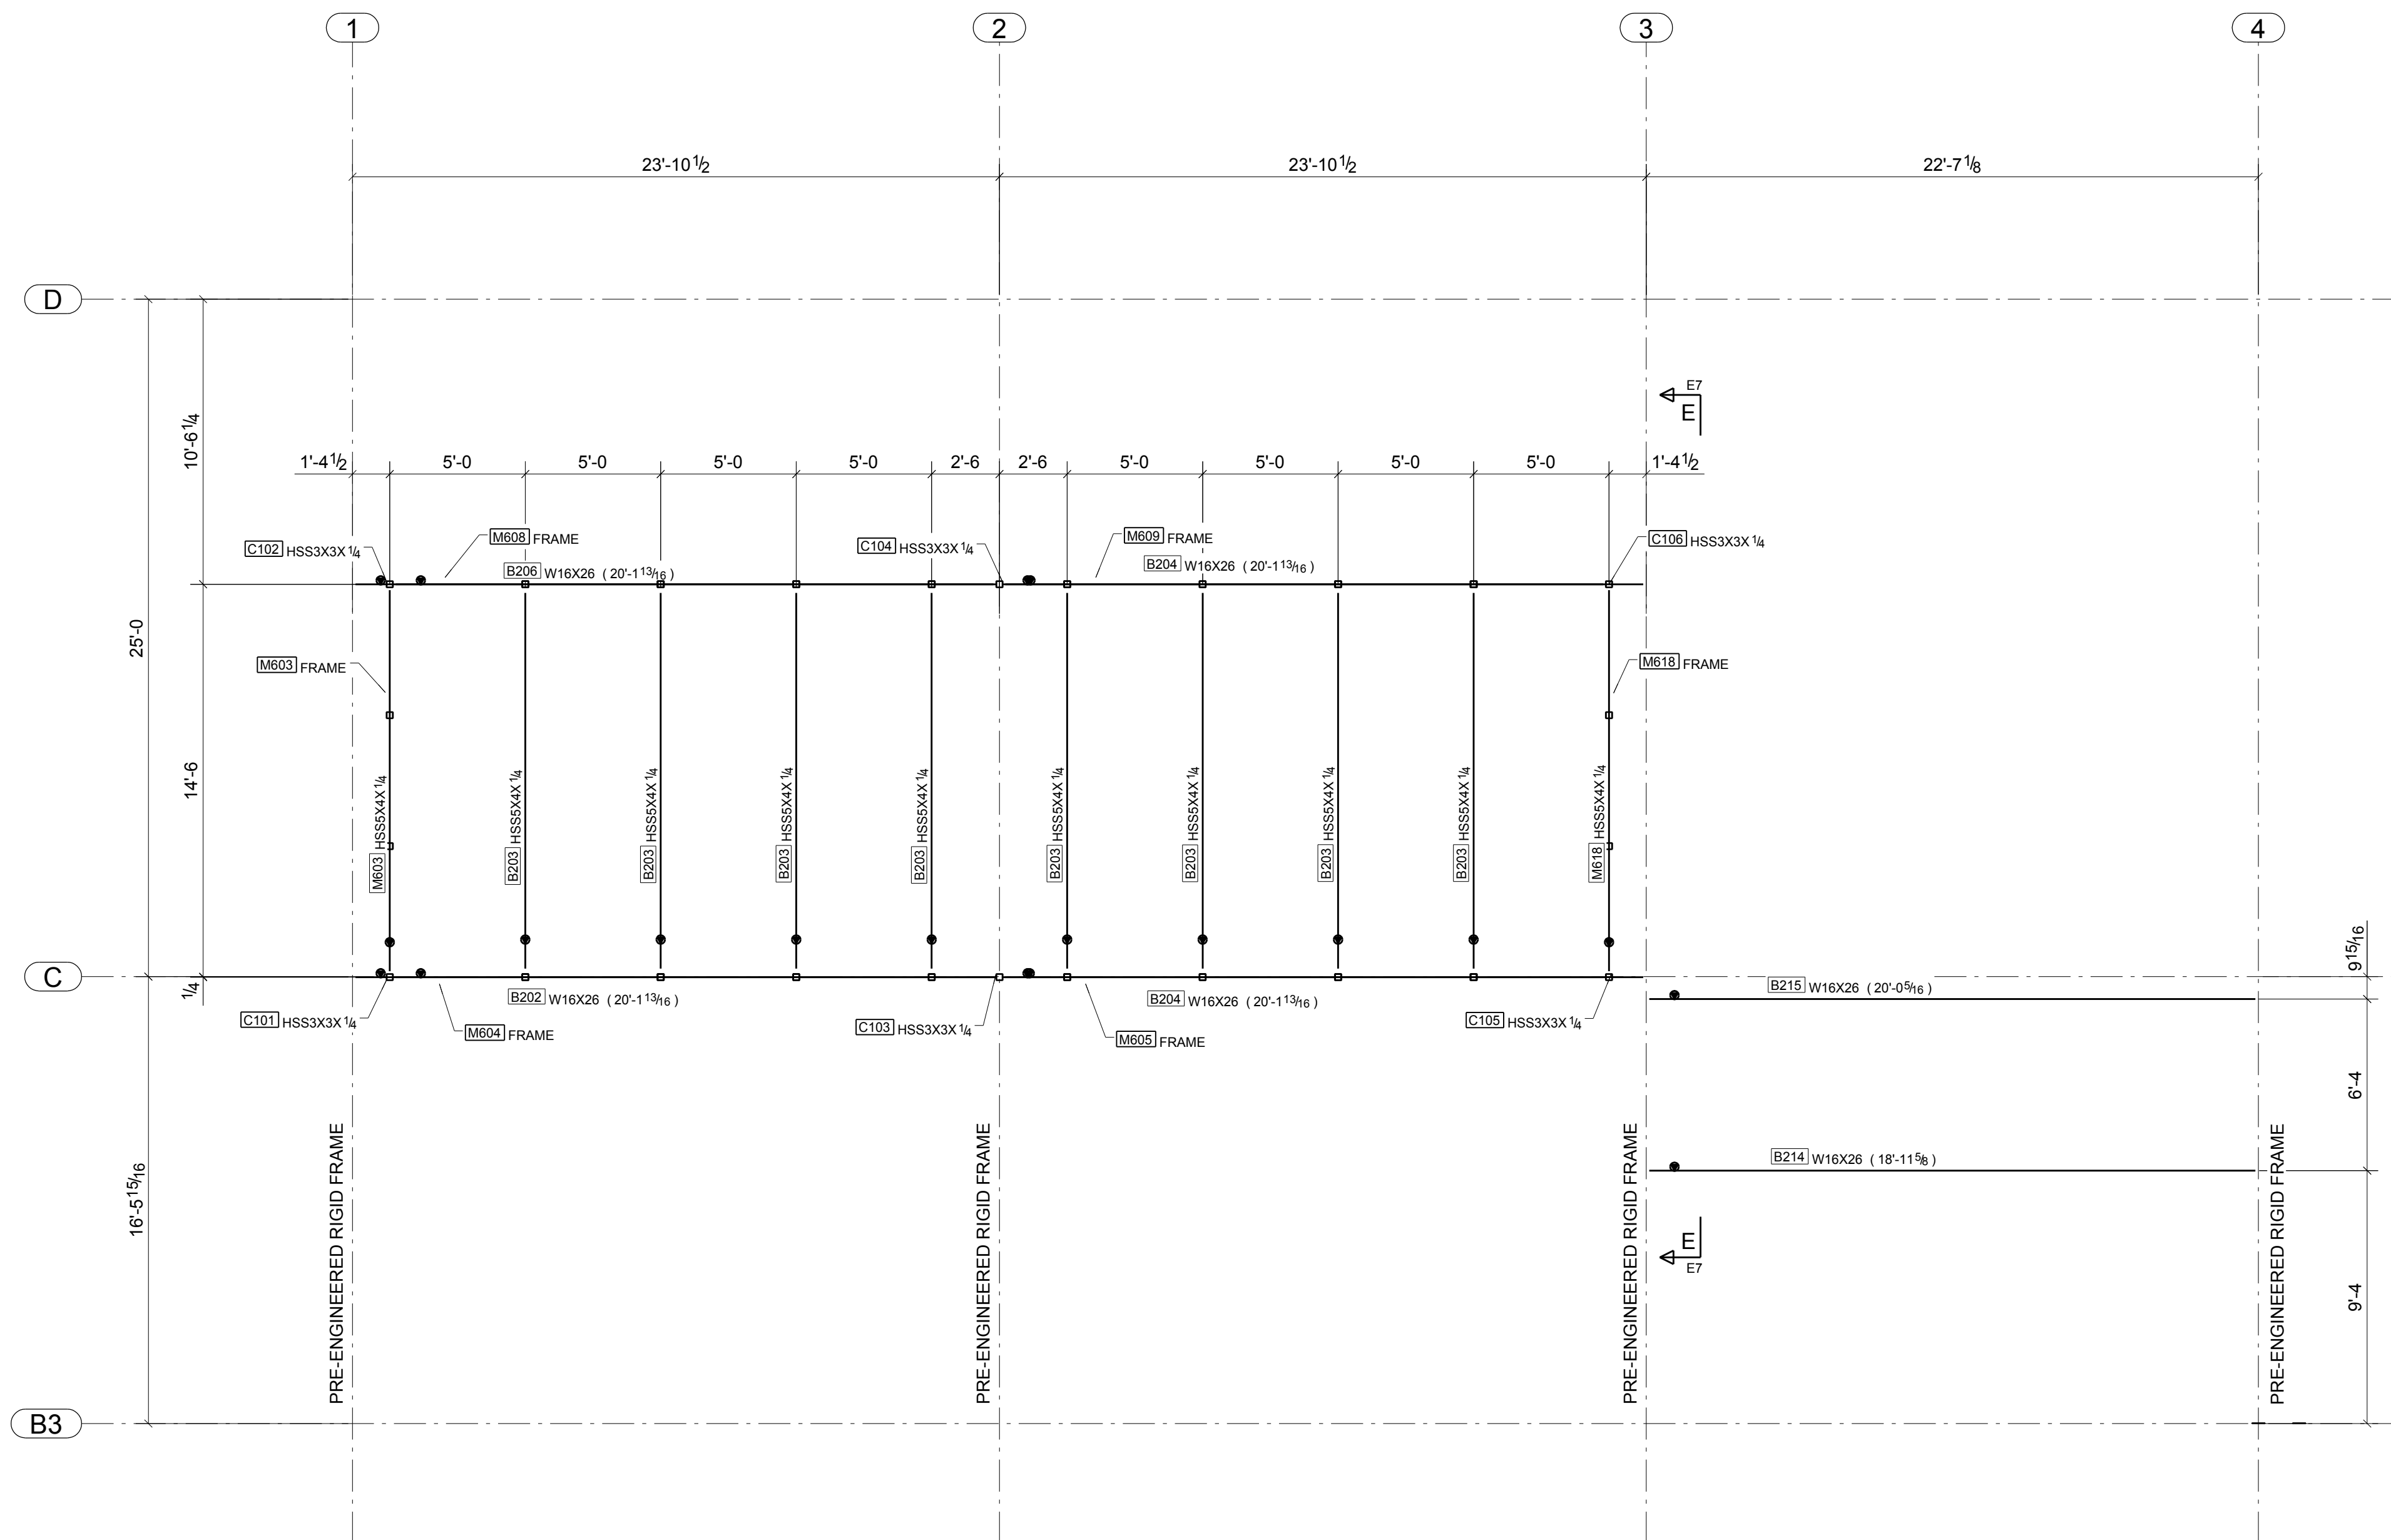 1
2
3
4
23'-10 1/2
23'-10 1/2
22'-7 1/8
D
E7
E
10'-6 1/4
1'-4 1/2
5'-0
5'-0
5'-0
5'-0
2'-6
2'-6
5'-0
5'-0
5'-0
5'-0
1'-4 1/2
M608 FRAME
M609 FRAME
C102 HSS3X3X 1/4
C104 HSS3X3X 1/4
C106 HSS3X3X 1/4
B206 W16X26 ( 20'-1 13/16 )
B204 W16X26 ( 20'-1 13/16 )
25'-0
M603 FRAME
M618 FRAME
14'-6
M603 HSS5X4X 1/4
B203 HSS5X4X 1/4
B203 HSS5X4X 1/4
B203 HSS5X4X 1/4
B203 HSS5X4X 1/4
B203 HSS5X4X 1/4
B203 HSS5X4X 1/4
B203 HSS5X4X 1/4
B203 HSS5X4X 1/4
M618 HSS5X4X 1/4
9 15/16
C
1/4
B202 W16X26 ( 20'-1 13/16 )
B204 W16X26 ( 20'-1 13/16 )
B215 W16X26 ( 20'-0 5/16 )
C101 HSS3X3X 1/4
C103 HSS3X3X 1/4
C105 HSS3X3X 1/4
M604 FRAME
M605 FRAME
6'-4
B214 W16X26 ( 18'-11 5/8 )
16'-5 15/16
PRE-ENGINEERED RIGID FRAME
PRE-ENGINEERED RIGID FRAME
PRE-ENGINEERED RIGID FRAME
PRE-ENGINEERED RIGID FRAME
E
E7
9'-4
B3